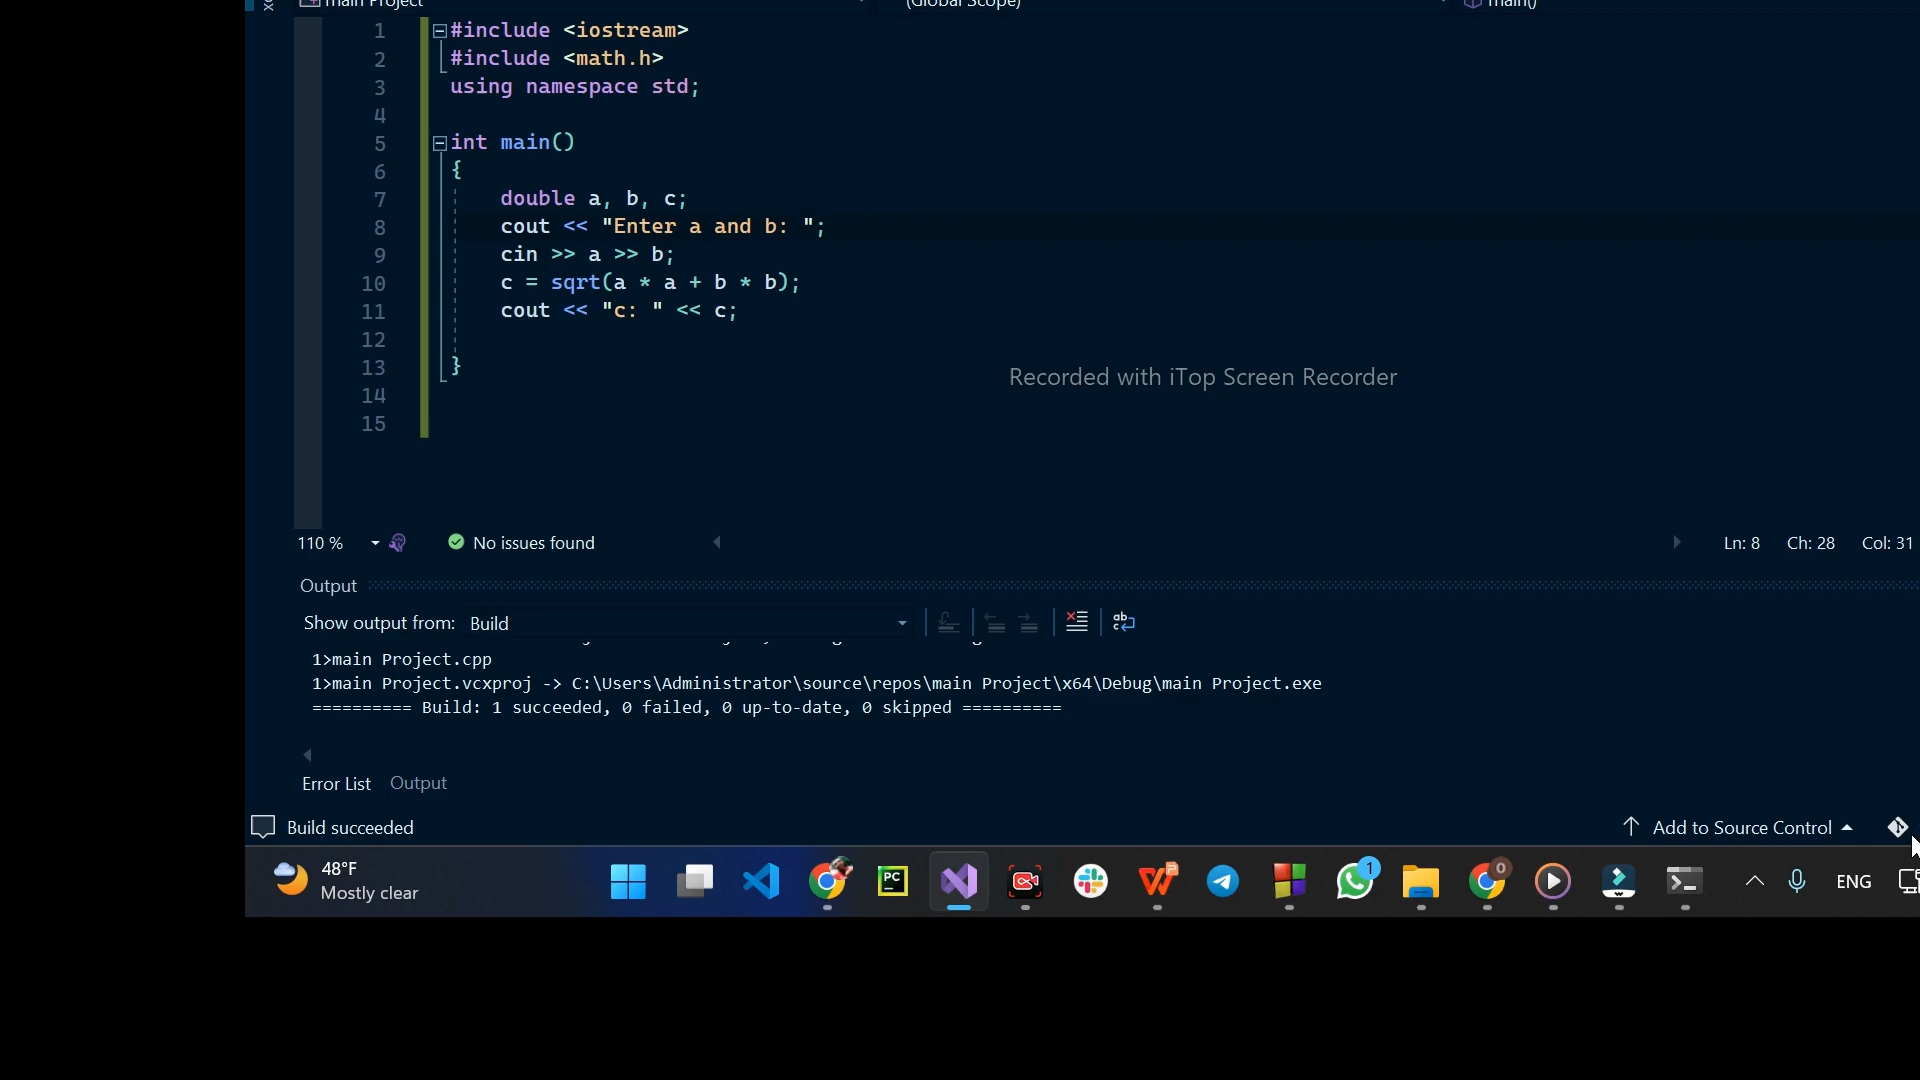 main Project (Global Scope) main()
1 #include <iostream>
2 #include <math.h>
3 using namespace std;
4
5 int main()
6 {
7 double a, b, c;
8 cout << "Enter a and b: ";
9 cin >> a >> b;
10 c = sqrt(a * a + b * b);
11 cout << "c: " << c;
12
13 }
14
15
Recorded with iTop Screen Recorder
110 % No issues found Ln: 8 Ch: 28 Col: 31
Output
Show output from: Build
1>main Project.cpp
1>main Project.vcxproj -> C:\Users\Administrator\source\repos\main Project\x64\Debug\main Project.exe
========== Build: 1 succeeded, 0 failed, 0 up-to-date, 0 skipped ==========
Error List Output
Build succeeded Add to Source Control
48°F
Mostly clear
PC
1
0
ENG